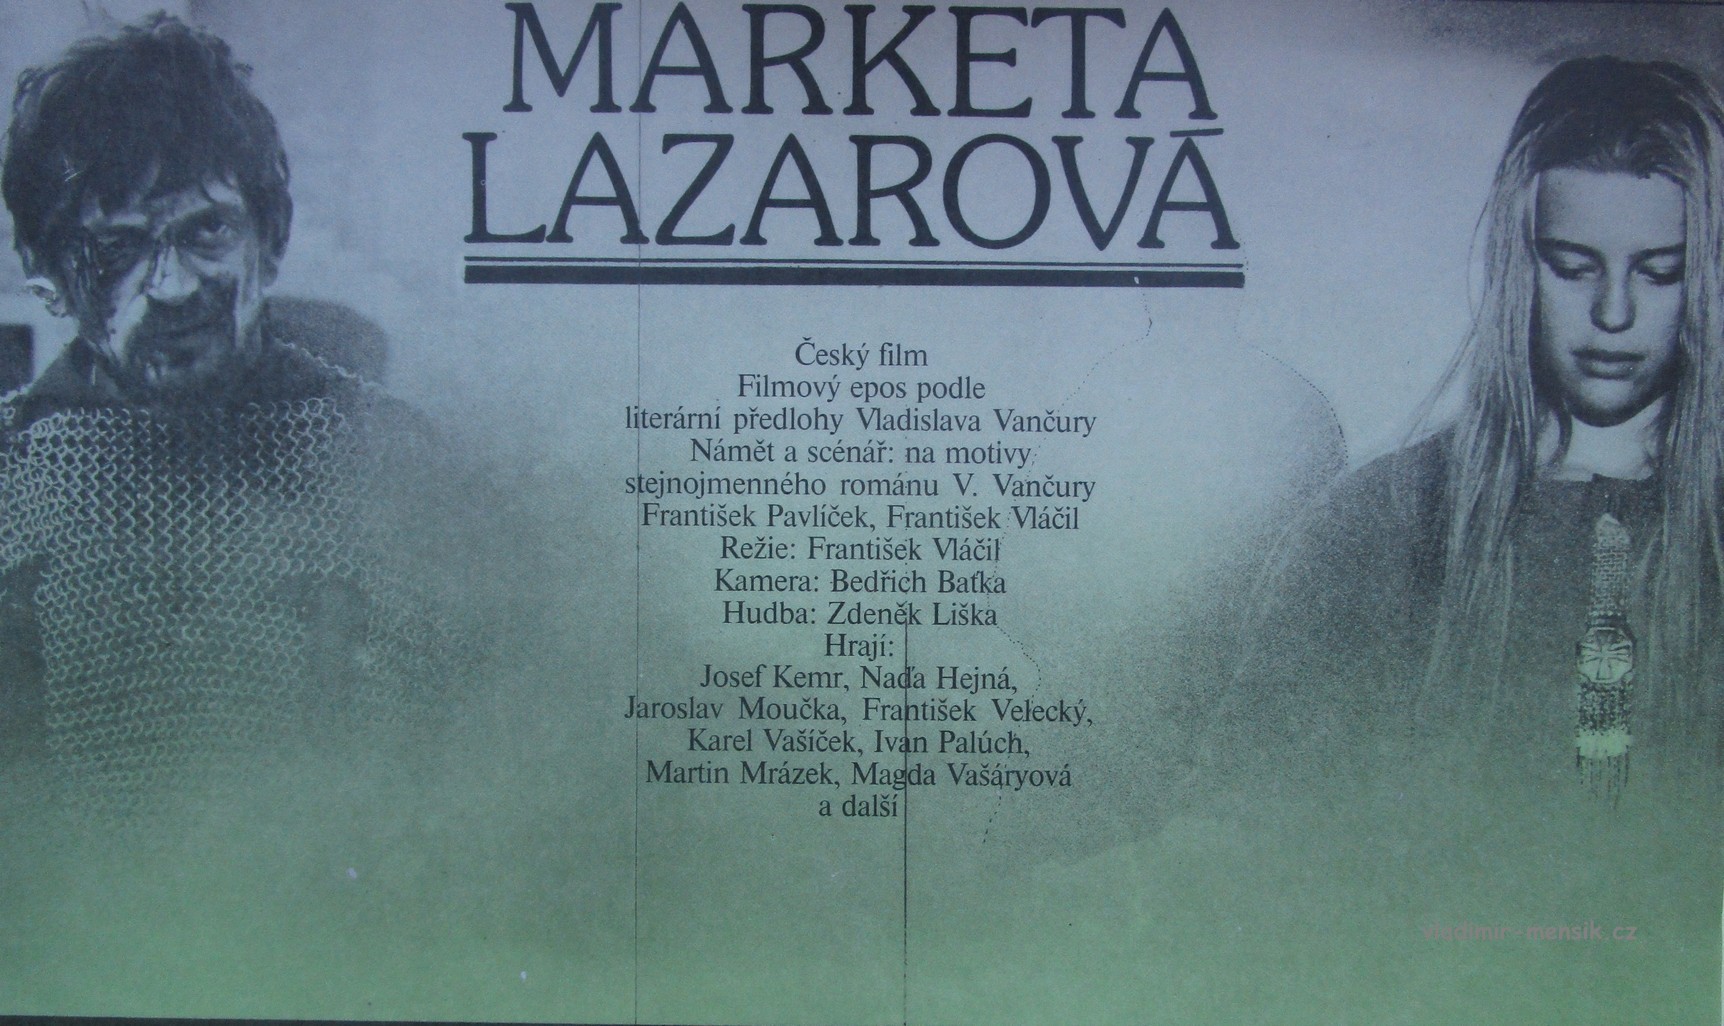 MARKETA
LAZAROVÁ
Český film
Filmový epos podle
literární předlohy Vladislava Vančury
Námět a scénář: na motivy
stejnojmenného románu V. Vančury
František Pavlíček, František Vláčil
Režie: František Vláčil
Kamera: Bedřich Baťka
Hudba: Zdeněk Liška
Hrají:
Josef Kemr, Naďa Hejná,
Jaroslav Moučka, František Velecký,
Karel Vašíček, Ivan Palúch,
Martin Mrázek, Magda Vašáryová
a další
vladimir-mensik.cz